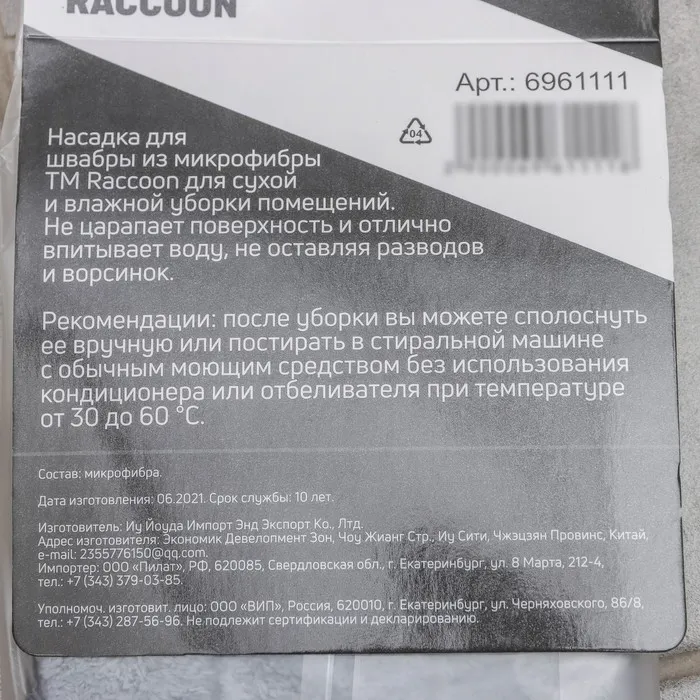 RACCOON
Арт.: 6961111
04
Насадка для
швабры из микрофибры
ТМ Raccoon для сухой
и влажной уборки помещений.
Не царапает поверхность и отлично
впитывает воду, не оставляя разводов
и ворсинок.
Рекомендации: после уборки вы можете сполоснуть
ее вручную или постирать в стиральной машине
с обычным моющим средством без использования
кондиционера или отбеливателя при температуре
от 30 до 60 °С.
Состав: микрофибра.
Дата изготовления: 06.2021. Срок службы: 10 лет.
Изготовитель: Иу Йоуда Импорт Энд Экспорт Ко., Лтд.
Адрес изготовителя: Экономик Девелопмент Зон, Чоу Жианг Стр., Иу Сити, Чжэцзян Провинс, Китай,
e-mail: 2355776150@qq.com.
Импортер: ООО «Пилат», РФ, 620085, Свердловская обл., г. Екатеринбург, ул. 8 Марта, 212-4,
тел.: +7 (343) 379-03-85.
Уполномоч. изготовит. лицо: ООО «ВИП», Россия, 620010, г. Екатеринбург, ул. Черняховского, 86/8,
тел.: +7 (343) 287-56-96. Не подлежит сертификации и декларированию.